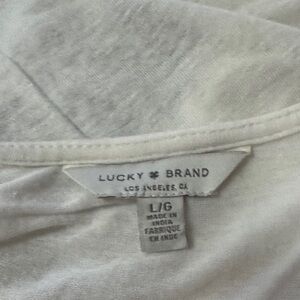 LUCKY BRAND
LOS ANGELES, CA
L/G
MADE IN
INDIA
FABRIQUE
EN INDE